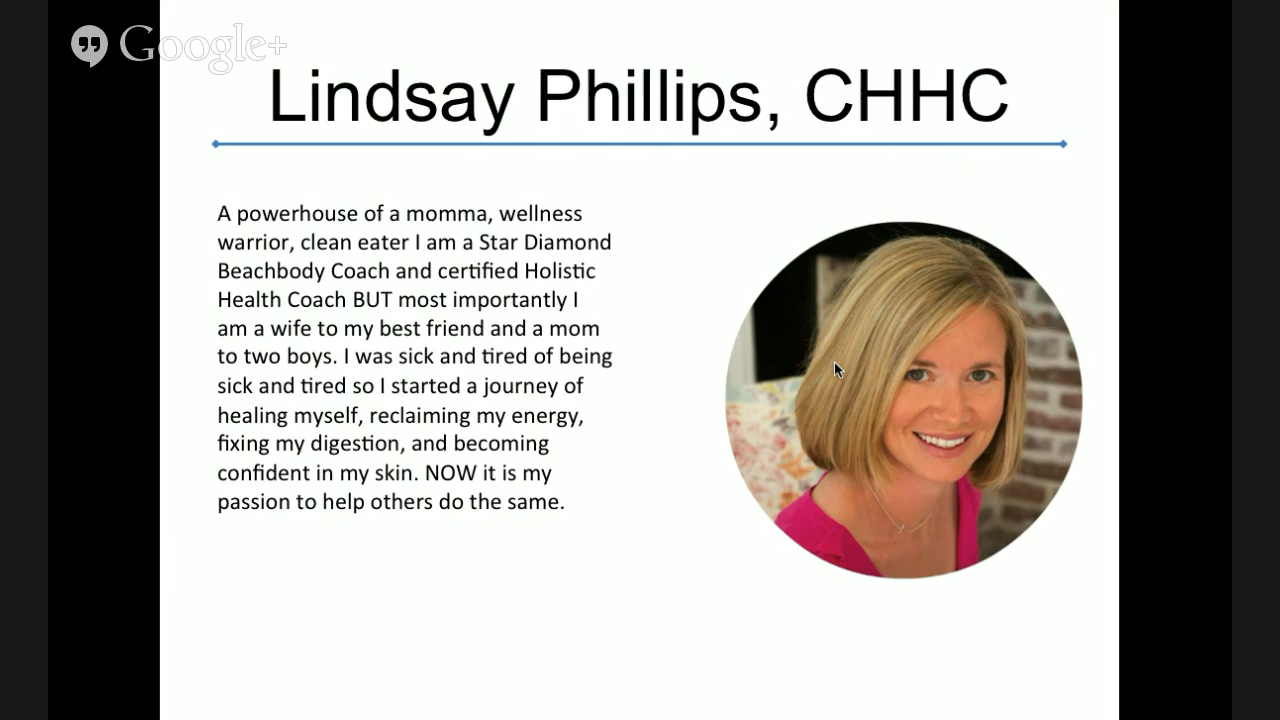 Google+
Lindsay Phillips, CHHC
A powerhouse of a momma, wellness
warrior, clean eater I am a Star Diamond
Beachbody Coach and certified Holistic
Health Coach BUT most importantly I
am a wife to my best friend and a mom
to two boys. I was sick and tired of being
sick and tired so I started a journey of
healing myself, reclaiming my energy,
fixing my digestion, and becoming
confident in my skin. NOW it is my
passion to help others do the same.